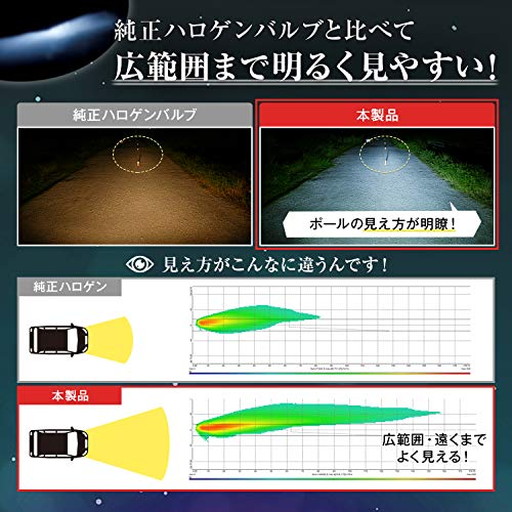 純正ハロゲンバルブと比べて
広範囲まで明るく見やすい!
純正ハロゲンバルブ
本製品
ポールの見え方が明瞭!
見え方がこんなに違うんです!
純正ハロゲン
本製品
広範囲・遠くまで
よく見える!